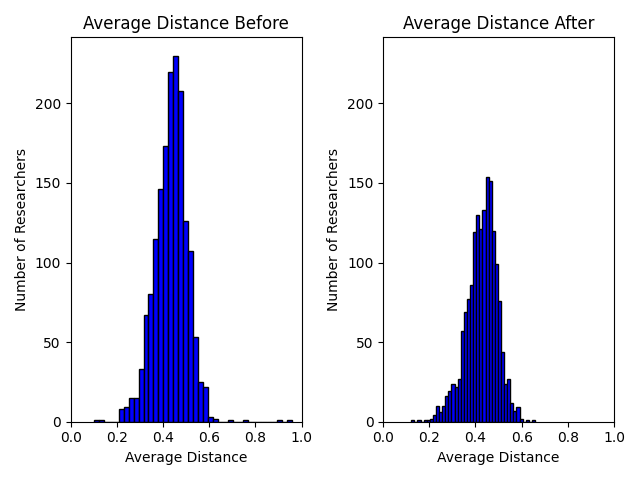 Average Distance Before
Number of Researchers
200
150
100
50
0
0.0 0.2 0.4 0.6 0.8 1.0
Average Distance
Average Distance After
Number of Researchers
200
150
100
50
0
0.0 0.2 0.4 0.6 0.8 1.0
Average Distance